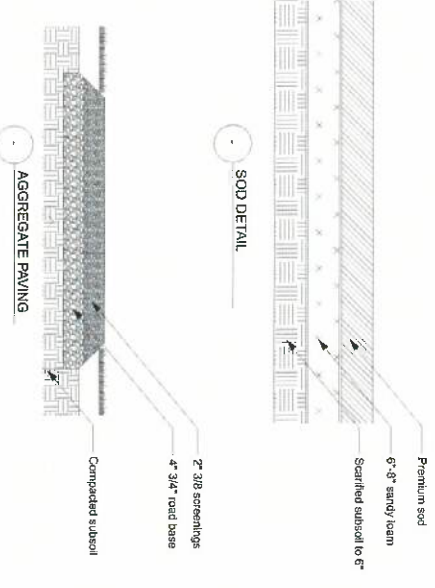 Premium sod
6"-8" sandy loam
Scarified subsoil to 6"
SOD DETAIL
2" 3/8 screenings
4" 3/4" road base
Compacted subsoil
AGGREGATE PAVING